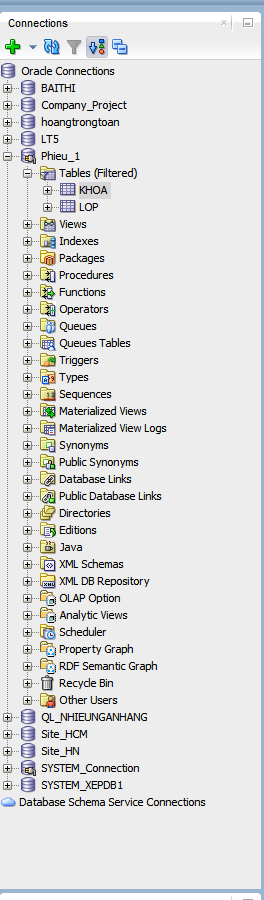 Connections
Oracle Connections
BAITHI
Company_Project
hoangtrongtoan
LT5
Phieu_1
Tables (Filtered)
KHOA
LOP
Views
Indexes
Packages
Procedures
Functions
Operators
Queues
Queues Tables
Triggers
Types
Sequences
Materialized Views
Materialized View Logs
Synonyms
Public Synonyms
Database Links
Public Database Links
Directories
Editions
Java
XML Schemas
XML DB Repository
OLAP Option
Analytic Views
Scheduler
Property Graph
RDF Semantic Graph
Recycle Bin
Other Users
QL_NHIEUNGANHANG
Site_HCM
Site_HN
SYSTEM_Connection
SYSTEM_XEPDB1
Database Schema Service Connections